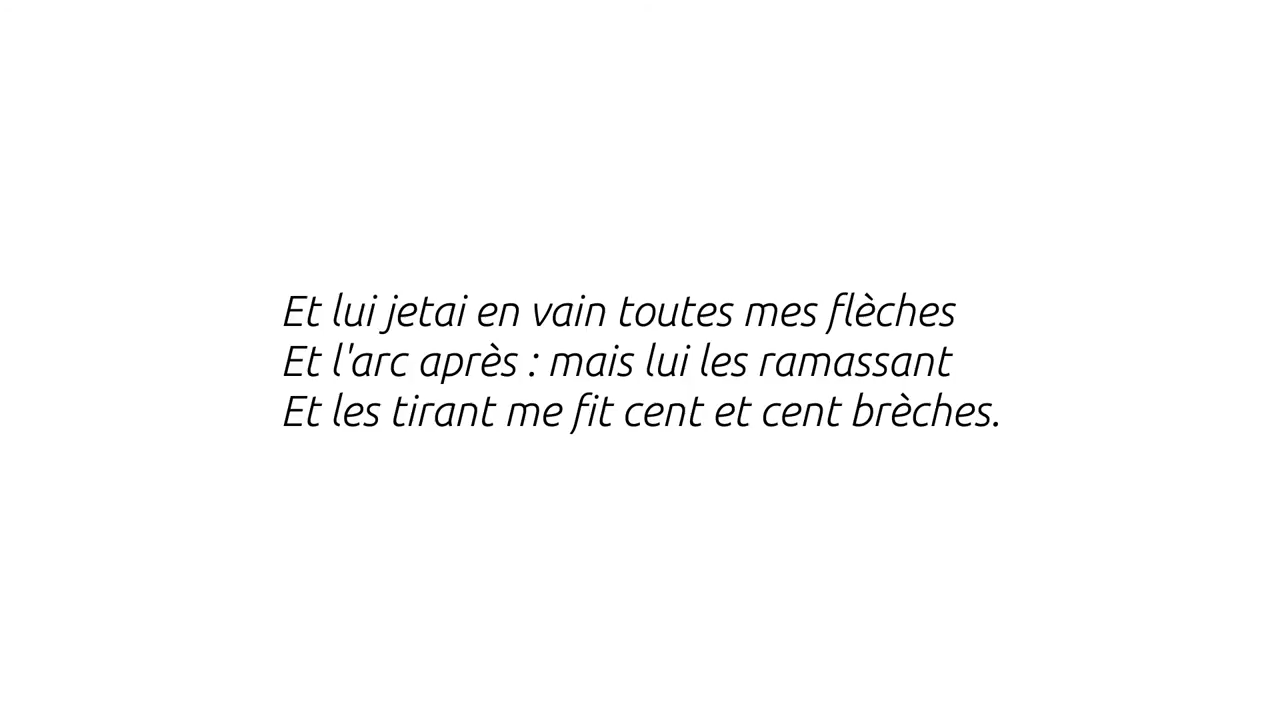 Et lui jetai en vain toutes mes flèches
Et l'arc après : mais lui les ramassant
Et les tirant me fit cent et cent brèches.